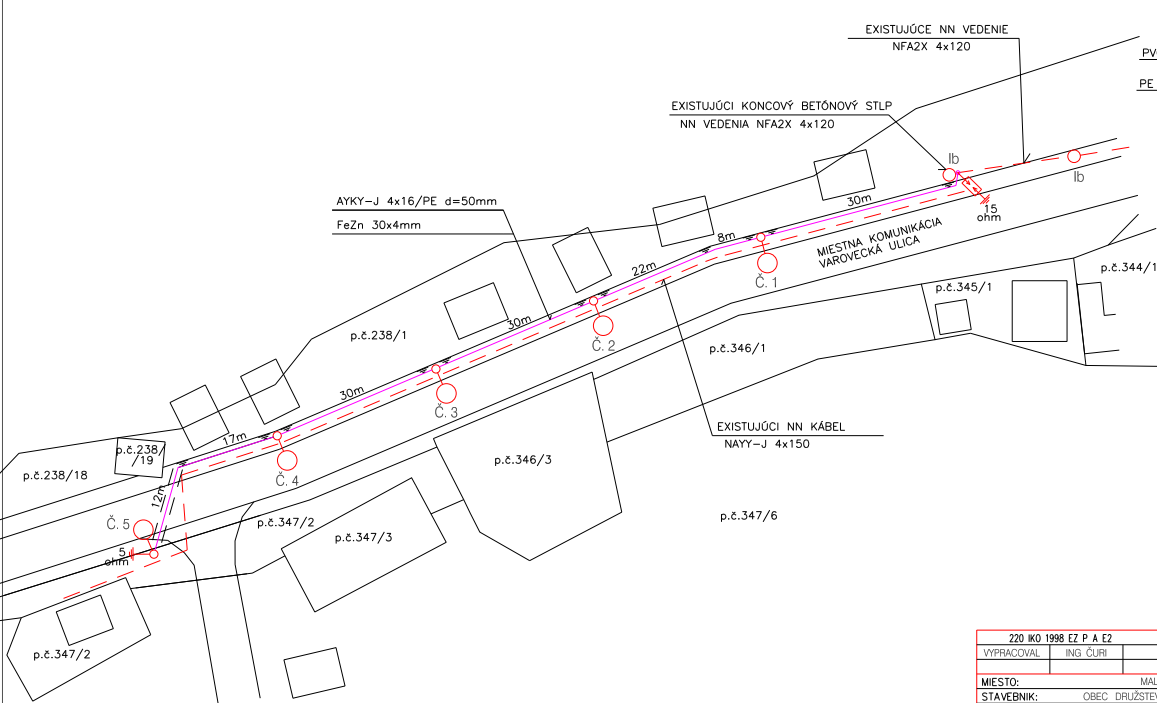 EXISTUJÚCE NN VEDENIE
NFA2X 4x120
PE
EXISTUJÚCI KONCOVÝ BETÓNOVÝ STLP
NN VEDENIA NFA2X 4x120
Ib
Ib
AYKY-J 4x16/PE d=50mm
FeZn 30x4mm
30m
15
ohm
8m
MIESTNA KOMUNIKÁCIA
VAROVECKÁ ULICA
22m
Č. 1
p.č.344/1
p.č.345/1
30m
Č. 2
p.č.238/1
p.č.346/1
30m
Č. 3
EXISTUJÚCI NN KÁBEL
NAYY-J 4x150
17m
p.č.238/
/19
p.č.238/18
Č. 4
p.č.346/3
12m
Č. 5
p.č.347/2
p.č.347/6
p.č.347/3
5
ohm
p.č.347/2
220 IKO 1998 EZ P A E2
VYPRACOVAL ING ČURI
MIESTO:
STAVEBNIK: OBEC